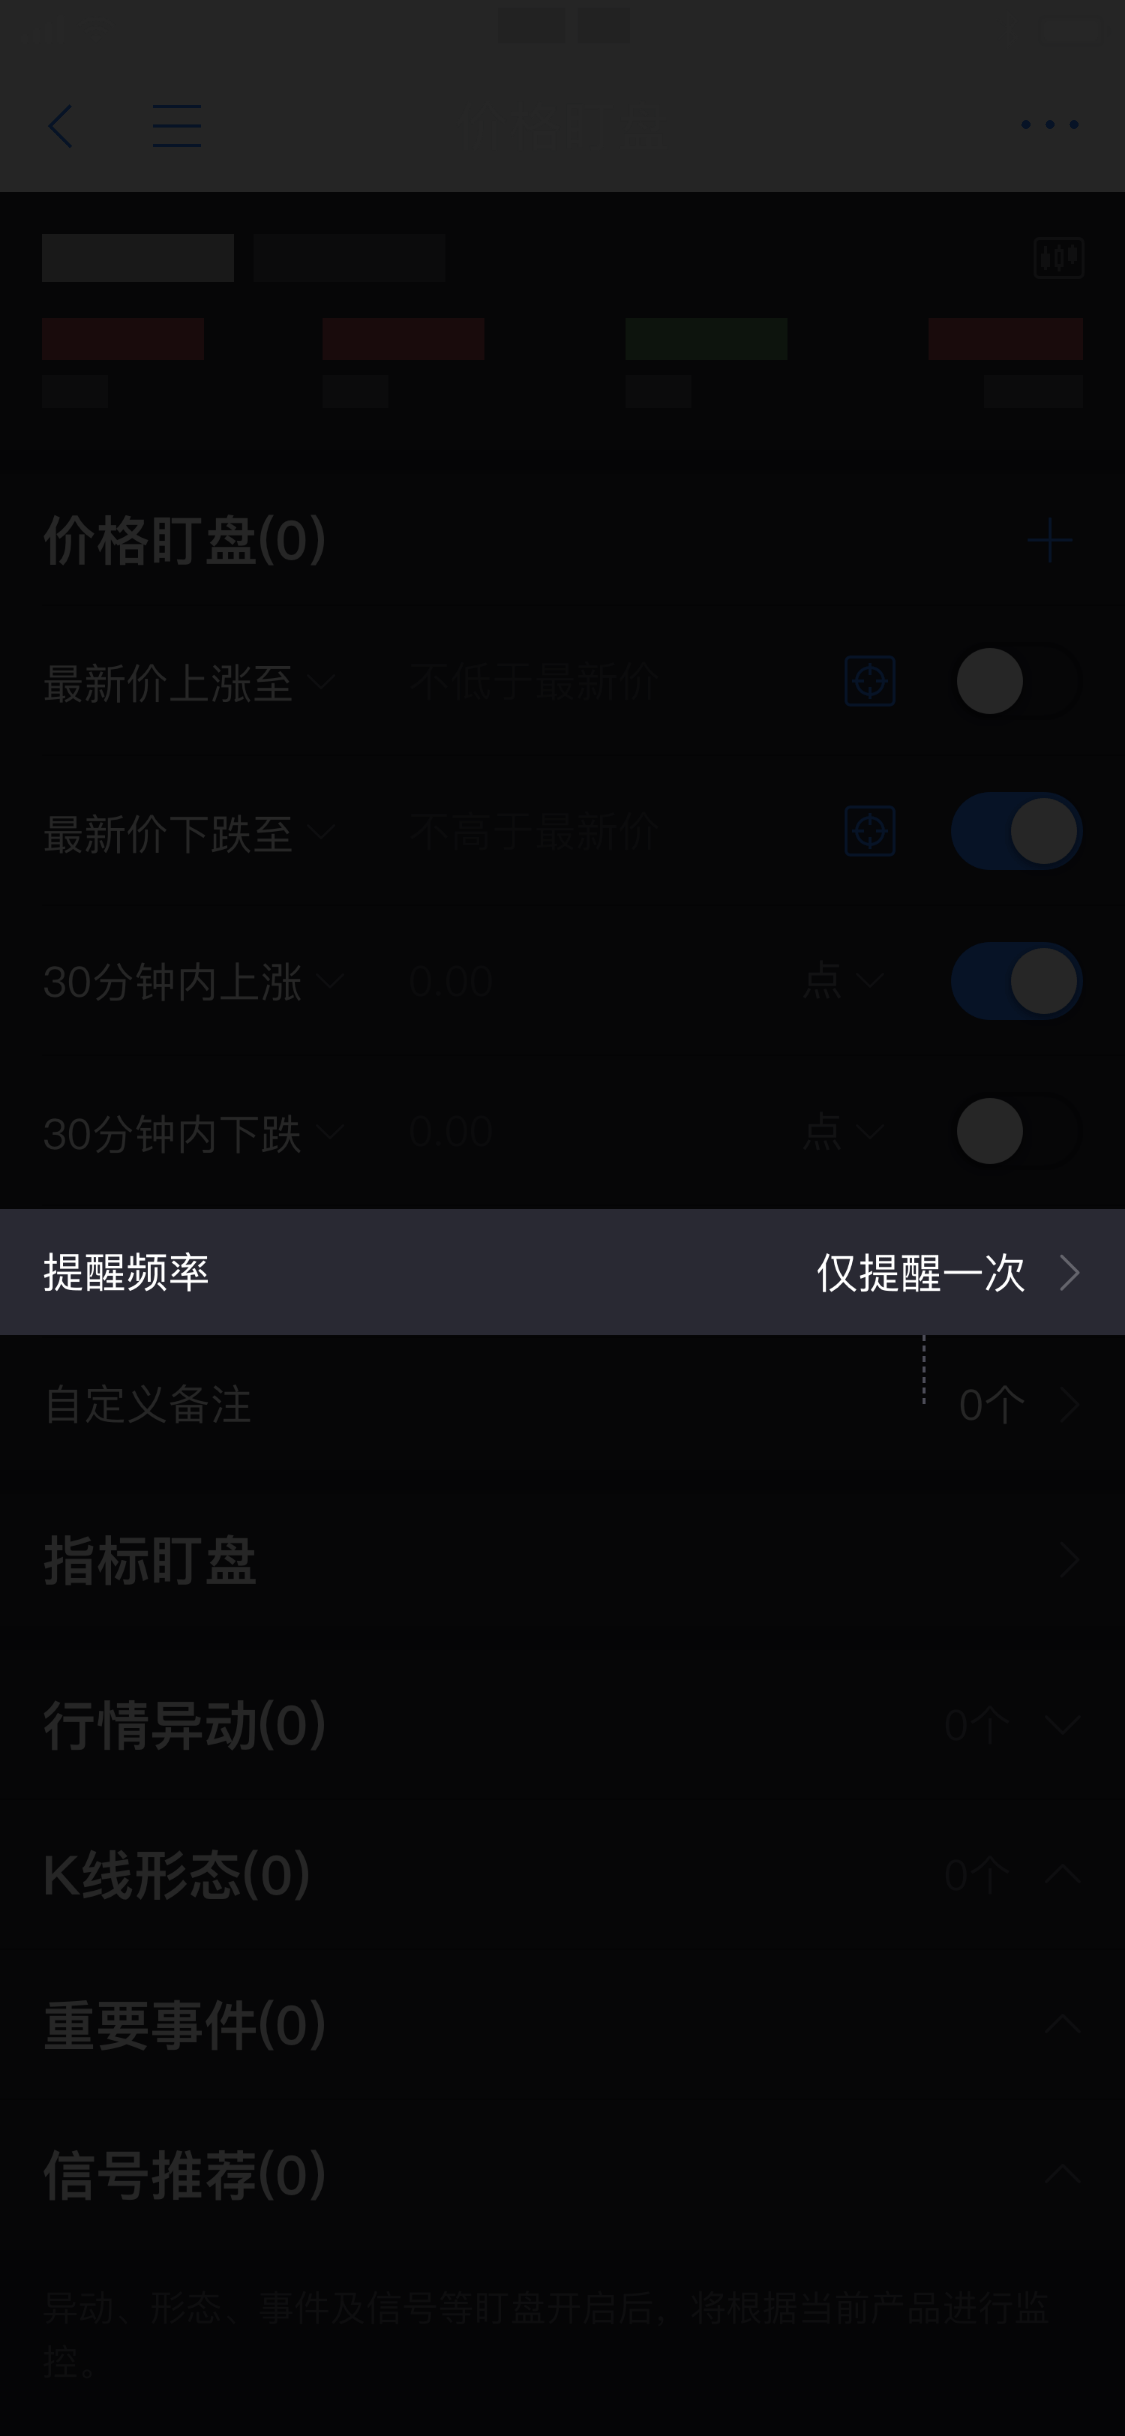 价格盯盘(0)
最新价上涨至 不低于最新价
最新价下跌至 不高于最新价
30分钟内上涨 0.00 点
30分钟内下跌 0.00 点
提醒频率 仅提醒一次
自定义备注 0个
指标盯盘
行情异动(0) 0个
K线形态(0) 0个
重要事件(0)
信号推荐(0)
异动、形态、事件及信号等盯盘开启后，将根据当前产品进行监
控。